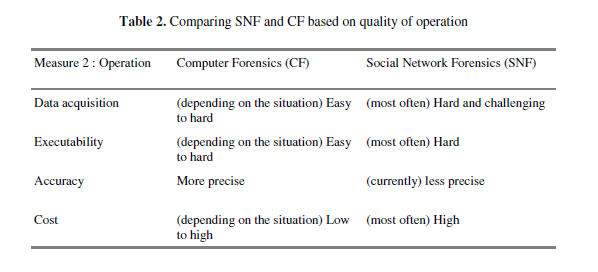 Table 2. Comparing SNF and CF based on quality of operation
Measure 2 : Operation Computer Forensics (CF) Social Network Forensics (SNF)
Data acquisition (depending on the situation) Easy (most often) Hard and challenging
to hard
Executability (depending on the situation) Easy (most often) Hard
to hard
Accuracy More precise (currently) less precise
Cost (depending on the situation) Low (most often) High
to high